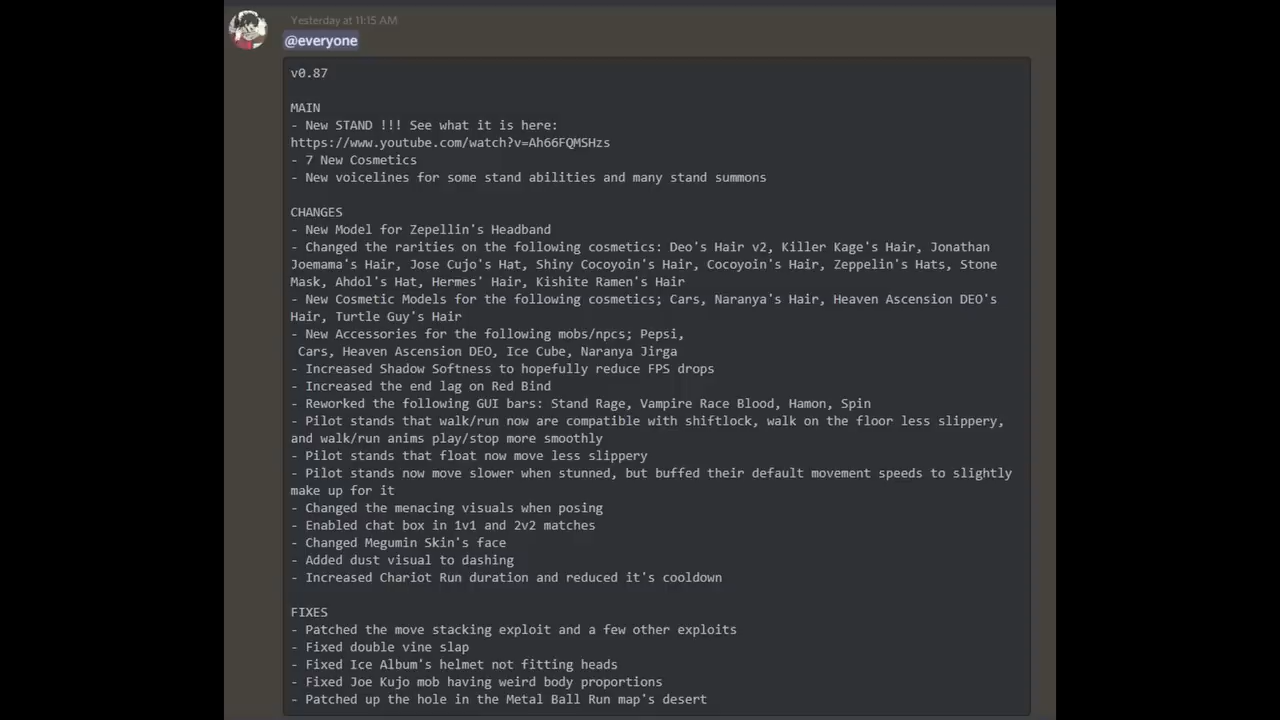 Yesterday at 11:15 AM
@everyone
v0.87
MAIN
- New STAND !!! See what it is here:
https://www.youtube.com/watch?v=Ah66FQMSHzs
- 7 New Cosmetics
- New voicelines for some stand abilities and many stand summons
CHANGES
- New Model for Zepellin's Headband
- Changed the rarities on the following cosmetics: Deo's Hair v2, Killer Kage's Hair, Jonathan
Joemama's Hair, Jose Cujo's Hat, Shiny Cocoyoin's Hair, Cocoyoin's Hair, Zeppelin's Hats, Stone
Mask, Ahdol's Hat, Hermes' Hair, Kishite Ramen's Hair
- New Cosmetic Models for the following cosmetics; Cars, Naranya's Hair, Heaven Ascension DEO's
Hair, Turtle Guy's Hair
- New Accessories for the following mobs/npcs; Pepsi,
Cars, Heaven Ascension DEO, Ice Cube, Naranya Jirga
- Increased Shadow Softness to hopefully reduce FPS drops
- Increased the end lag on Red Bind
- Reworked the following GUI bars: Stand Rage, Vampire Race Blood, Hamon, Spin
- Pilot stands that walk/run now are compatible with shiftlock, walk on the floor less slippery,
and walk/run anims play/stop more smoothly
- Pilot stands that float now move less slippery
- Pilot stands now move slower when stunned, but buffed their default movement speeds to slightly
make up for it
- Changed the menacing visuals when posing
- Enabled chat box in 1v1 and 2v2 matches
- Changed Megumin Skin's face
- Added dust visual to dashing
- Increased Chariot Run duration and reduced it's cooldown
FIXES
- Patched the move stacking exploit and a few other exploits
- Fixed double vine slap
- Fixed Ice Album's helmet not fitting heads
- Fixed Joe Kujo mob having weird body proportions
- Patched up the hole in the Metal Ball Run map's desert